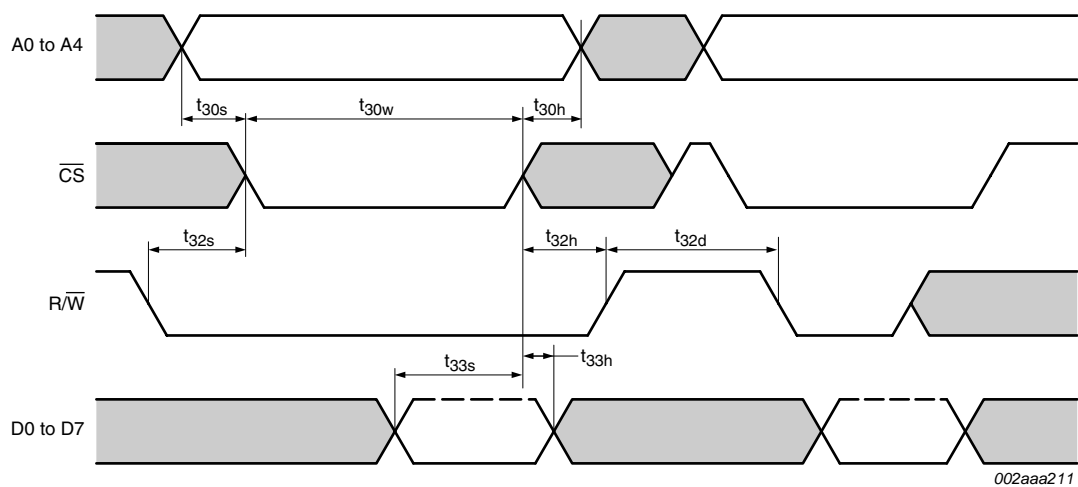 A0 to A4
t30s
t30w
t30h
CS
t32s
t32h
t32d
R/W
t33s
t33h
D0 to D7
002aaa211